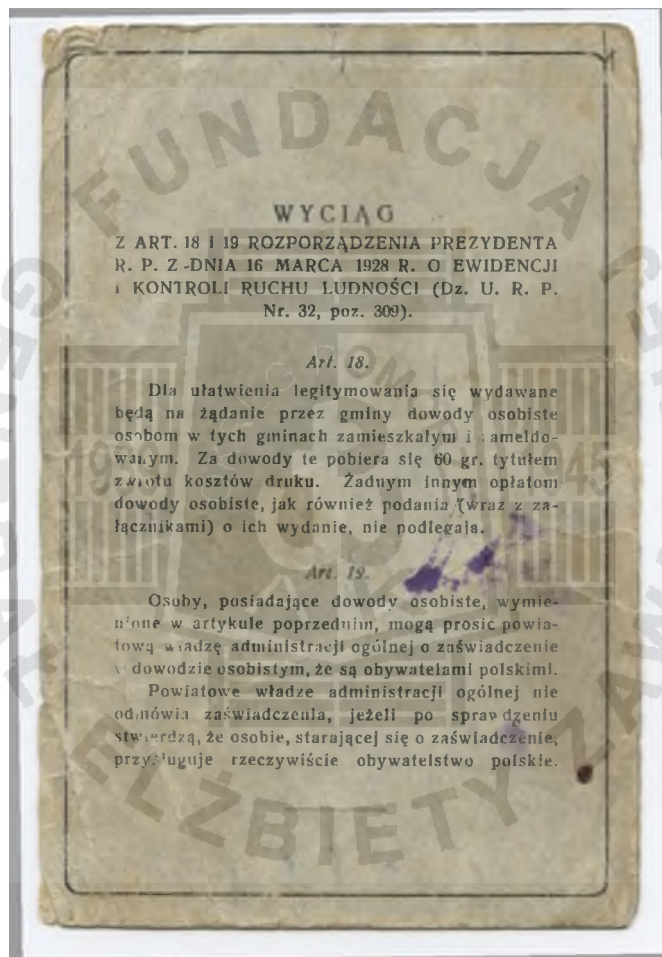 WYCIĄG
Z ART. 18 I 19 ROZPORZĄDZENIA PREZYDENTA
R. P. Z DNIA 16 MARCA 1928 R. O EWIDENCJI
i KONTROLI RUCHU LUDNOŚCI (Dz. U. R. P.
Nr. 32, poz. 309).
Art. 18.
Dla ułatwienia legitymowania się wydawane
będą na żądanie przez gminy dowody osobiste
osobom w tych gminach zamieszkałym i zameldo-
wanym. Za dowody te pobiera się 60 gr. tytułem
zwrotu kosztów druku. Żadnym innym opłatom
dowody osobiste, jak również podania (wraz z za-
łącznikami) o ich wydanie, nie podlegają.
Art. 19.
Osoby, posiadające dowody osobiste, wymie-
nione w artykule poprzednim, mogą prosić powia-
tową władzę administracji ogólnej o zaświadczenie
w dowodzie osobistym, że są obywatelami polskimi.
Powiatowe władze administracji ogólnej nie
odmówią zaświadczenia, jeżeli po sprawdzeniu
stwierdzą, że osobie, starającej się o zaświadczenie,
przysługuje rzeczywiście obywatelstwo polskie.
FUNDACJA
ELŻBIETY
19 45